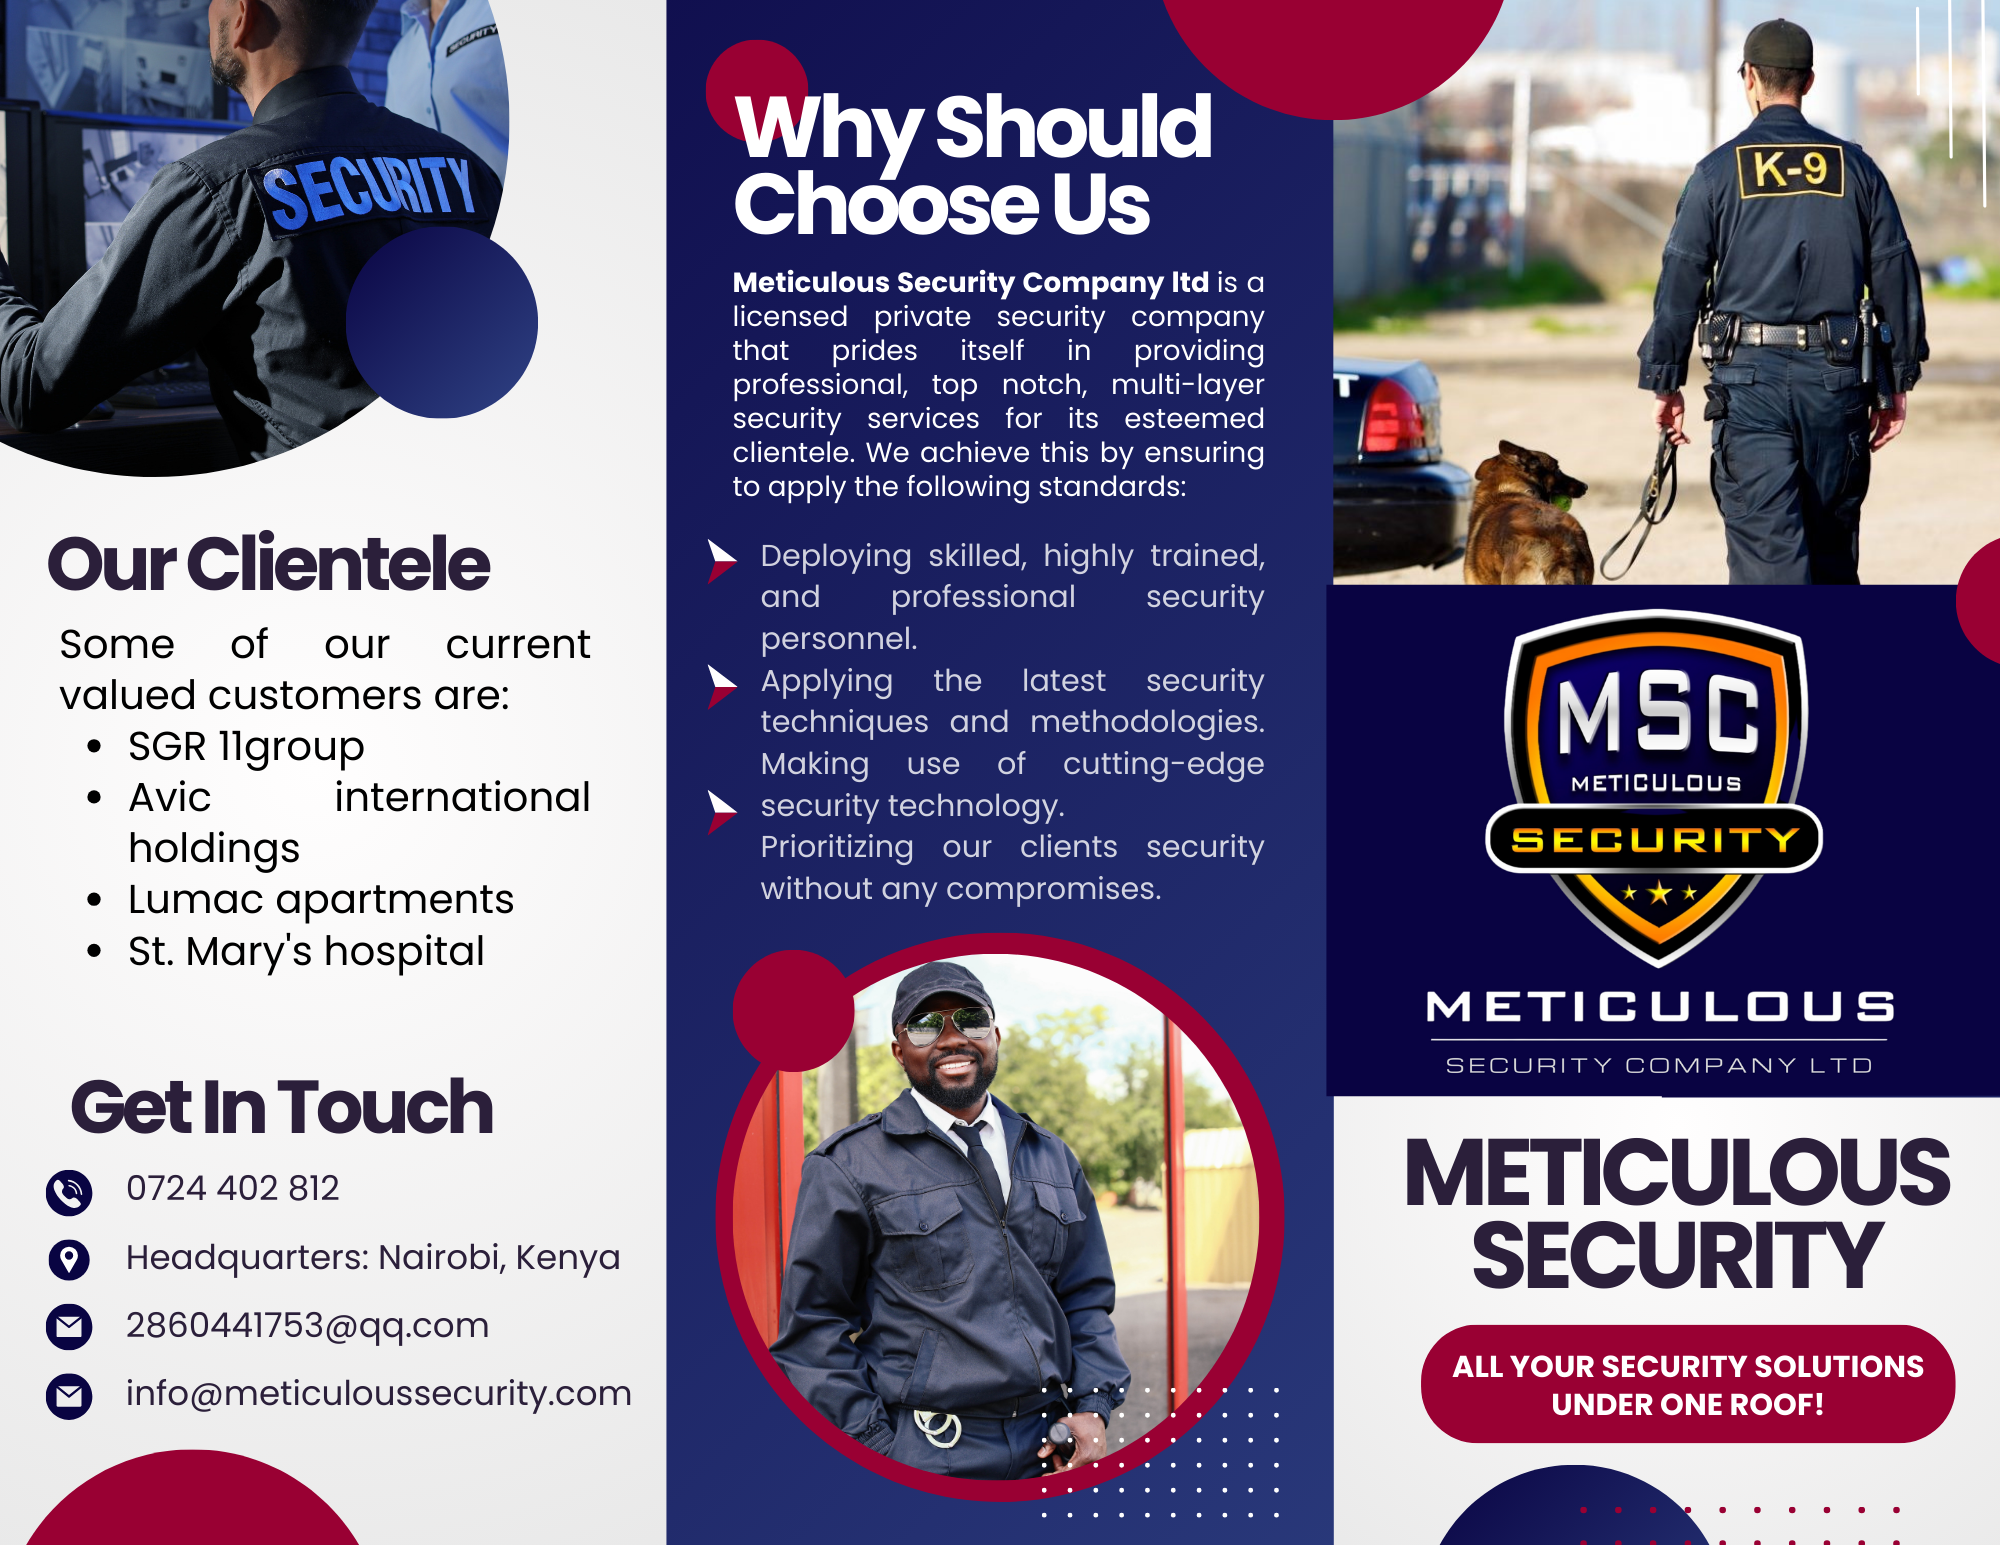 SECURITY
SECURITY
Our Clientele
Some of our current
valued customers are:
• SGR 11group
• Avic international
holdings
• Lumac apartments
• St. Mary's hospital
Get In Touch
0724 402 812
Headquarters: Nairobi, Kenya
2860441753@qq.com
info@meticuloussecurity.com
Why Should
Choose Us
Meticulous Security Company ltd is a
licensed private security company
that prides itself in providing
professional, top notch, multi-layer
security services for its esteemed
clientele. We achieve this by ensuring
to apply the following standards:
Deploying skilled, highly trained,
and professional security
personnel.
Applying the latest security
techniques and methodologies.
Making use of cutting-edge
security technology.
Prioritizing our clients security
without any compromises.
K-9
T
MSC
METICULOUS
SECURITY
METICULOUS
SECURITY COMPANY LTD
METICULOUS
SECURITY
ALL YOUR SECURITY SOLUTIONS
UNDER ONE ROOF!